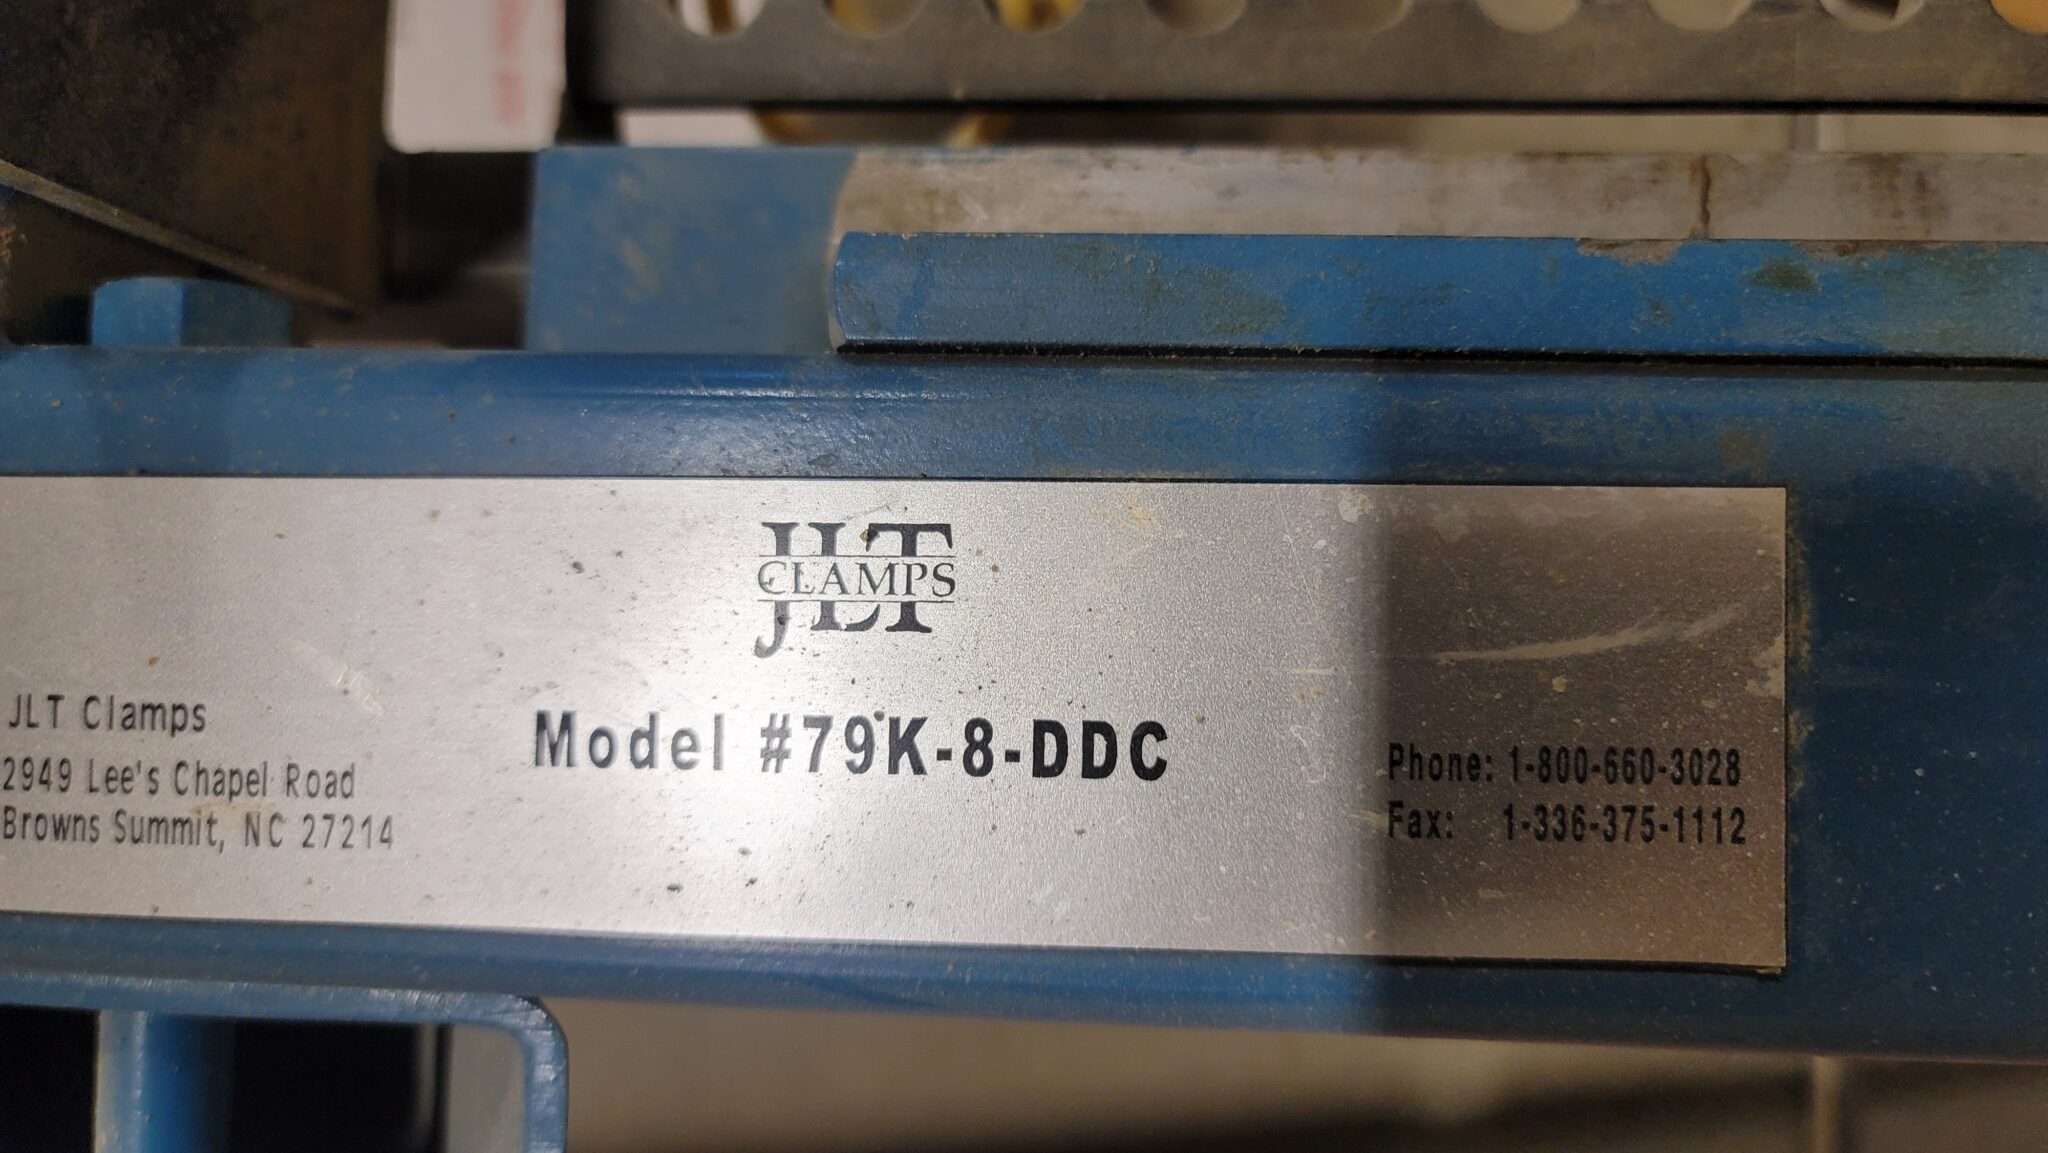 JLT
CLAMPS
JLT Clamps
2949 Lee's Chapel Road
Browns Summit, NC 27214
Model #79K-8-DDC
Phone: 1-800-660-3028
Fax: 1-336-375-1112